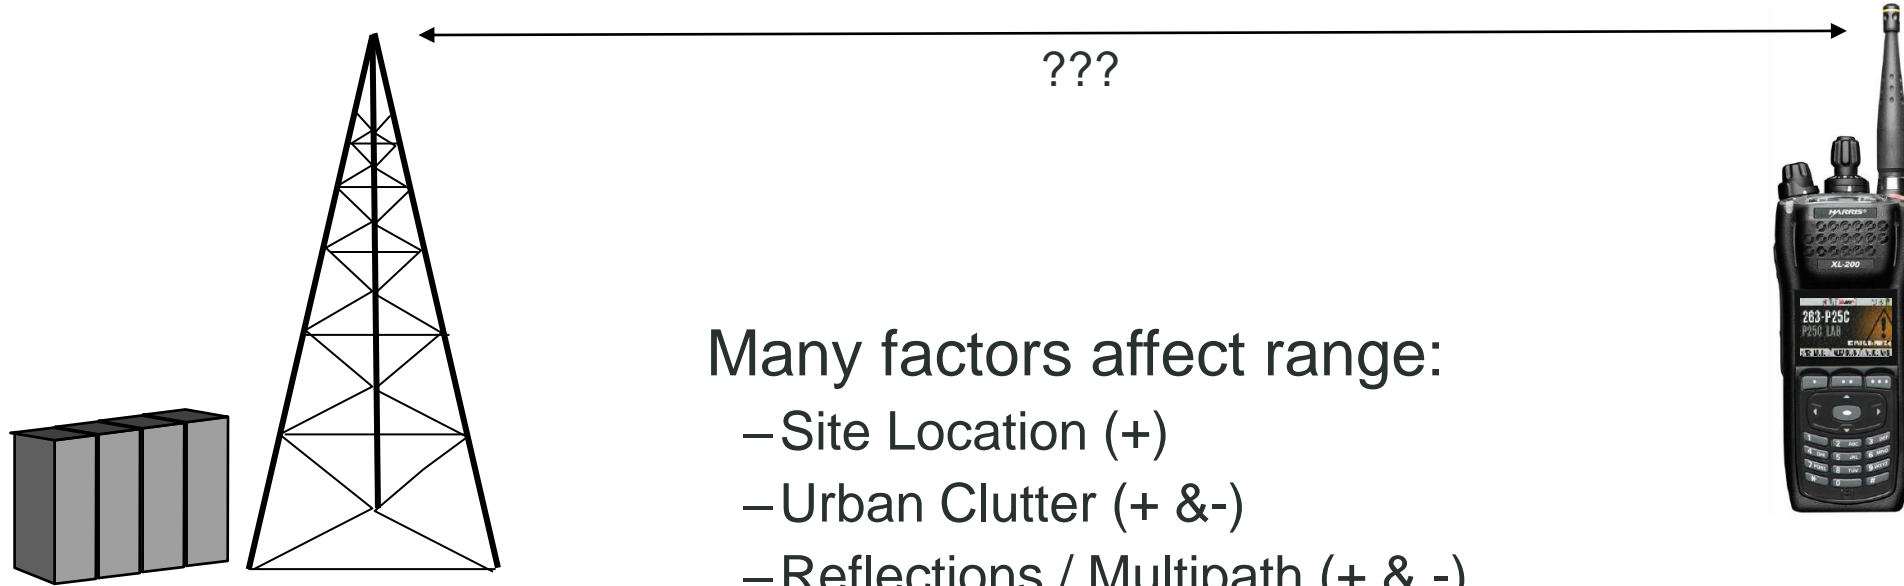 ???
HARRIS
XL-200
263-P25C
P25C LAB
Many factors affect range:
–Site Location (+)
–Urban Clutter (+ &-)
–Reflections / Multipath (+ & -)